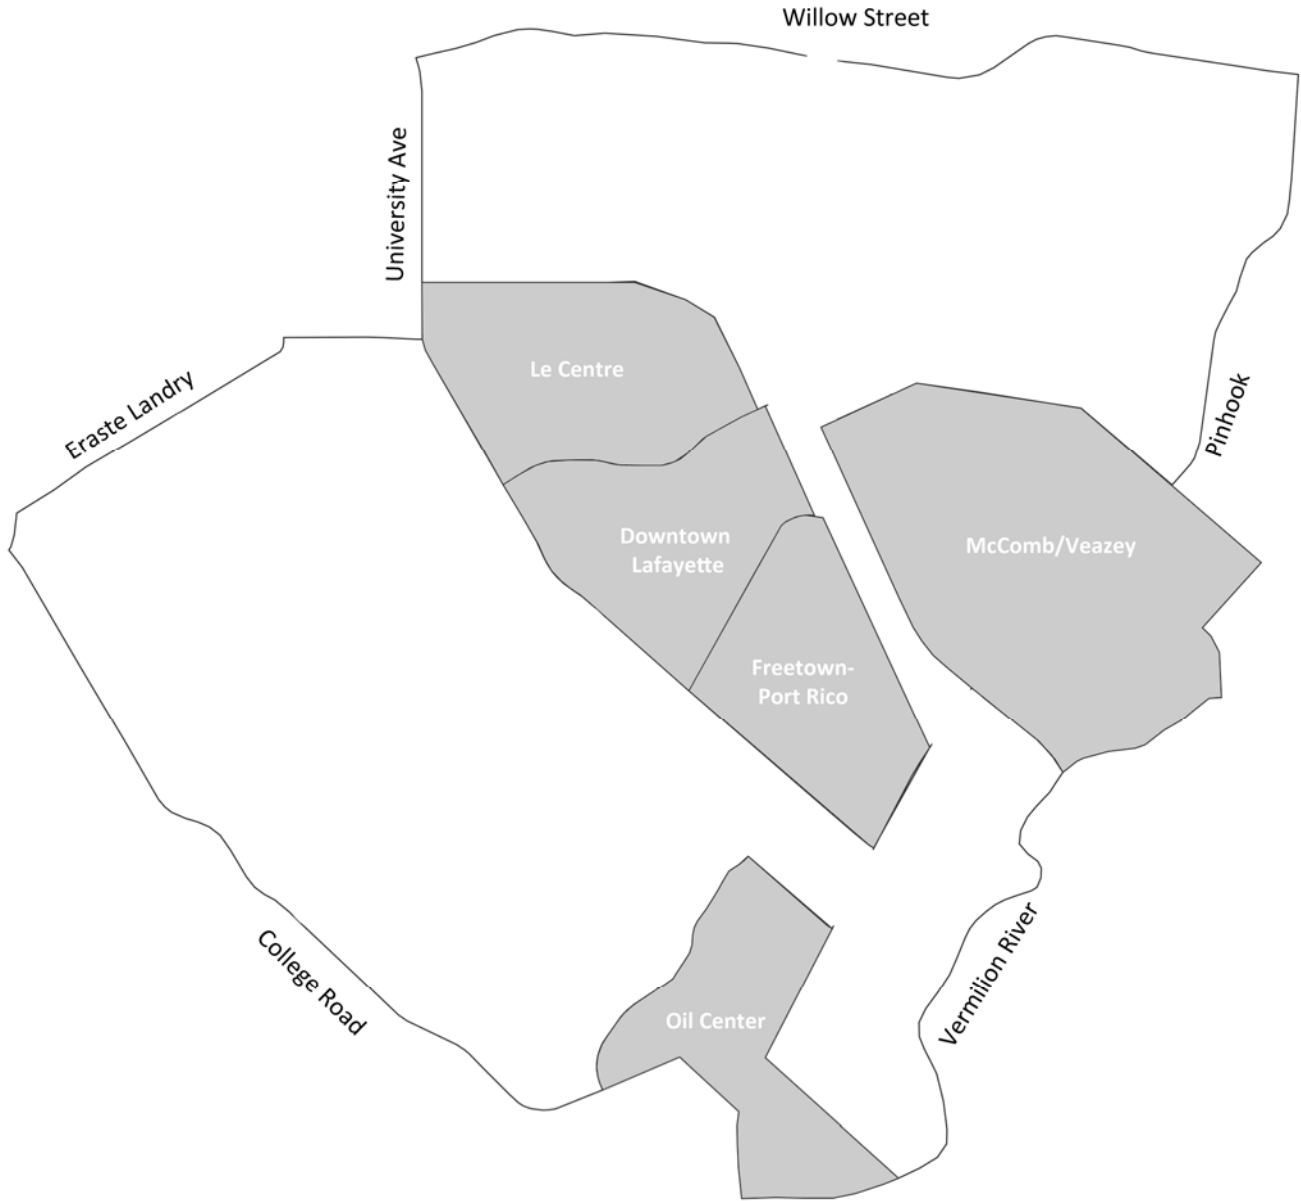 Willow Street
University Ave
Le Centre
Eraste Landry
Pinhook
Downtown
Lafayette
McComb/Veazey
Freetown-
Port Rico
College Road
Vermilion River
Oil Center